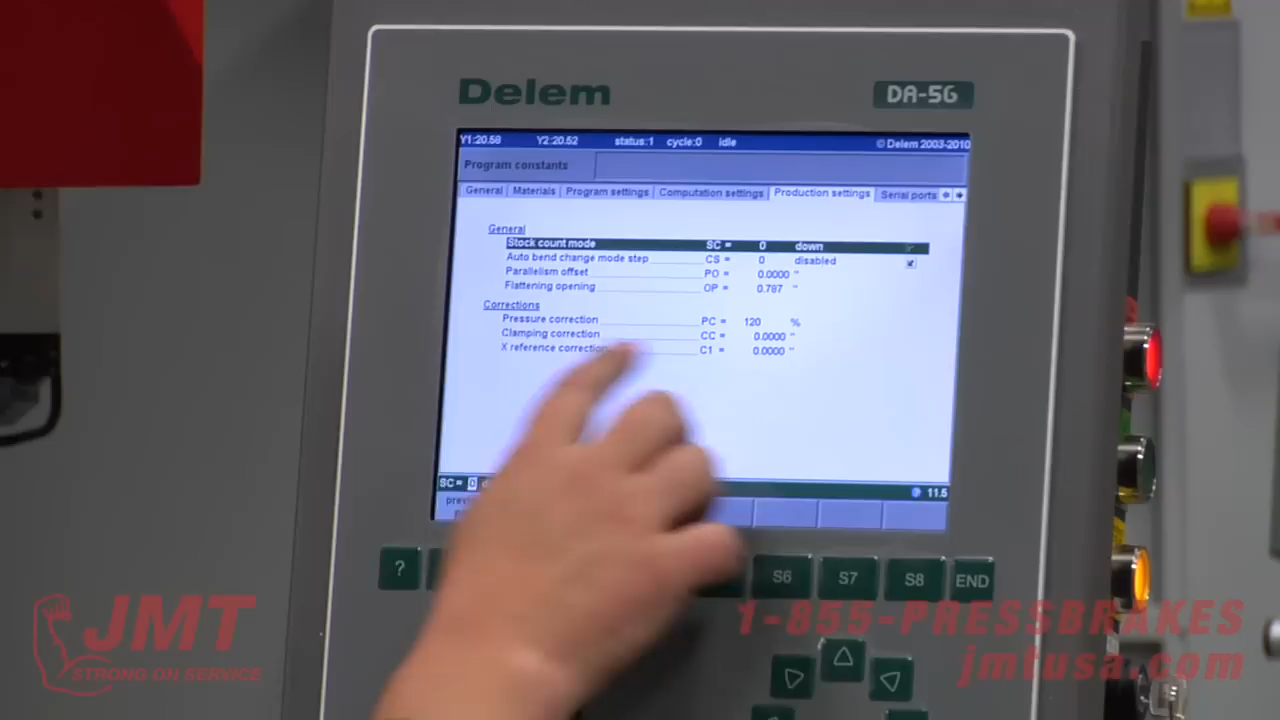 Delem
DA-56
Y1:20.58 Y2:20.52 status:1 cycle:0 idle © Delem 2003-2010
Program constants
General Materials Program settings Computation settings Production settings Serial ports
General
Stock count mode SC = 0 down
Auto bend change mode step CS = 0 disabled
Parallelism offset PO = 0.0000 "
Flattening opening OP = 0.787 "
Corrections
Pressure correction PC = 120 %
Clamping correction CC = 0.0000 "
X reference correction C1 = 0.0000 "
SC = 0
11.5
? S6 S7 S8 END
JMT
STRONG ON SERVICE
1-855-PRESSBRAKES
jmtusa.com